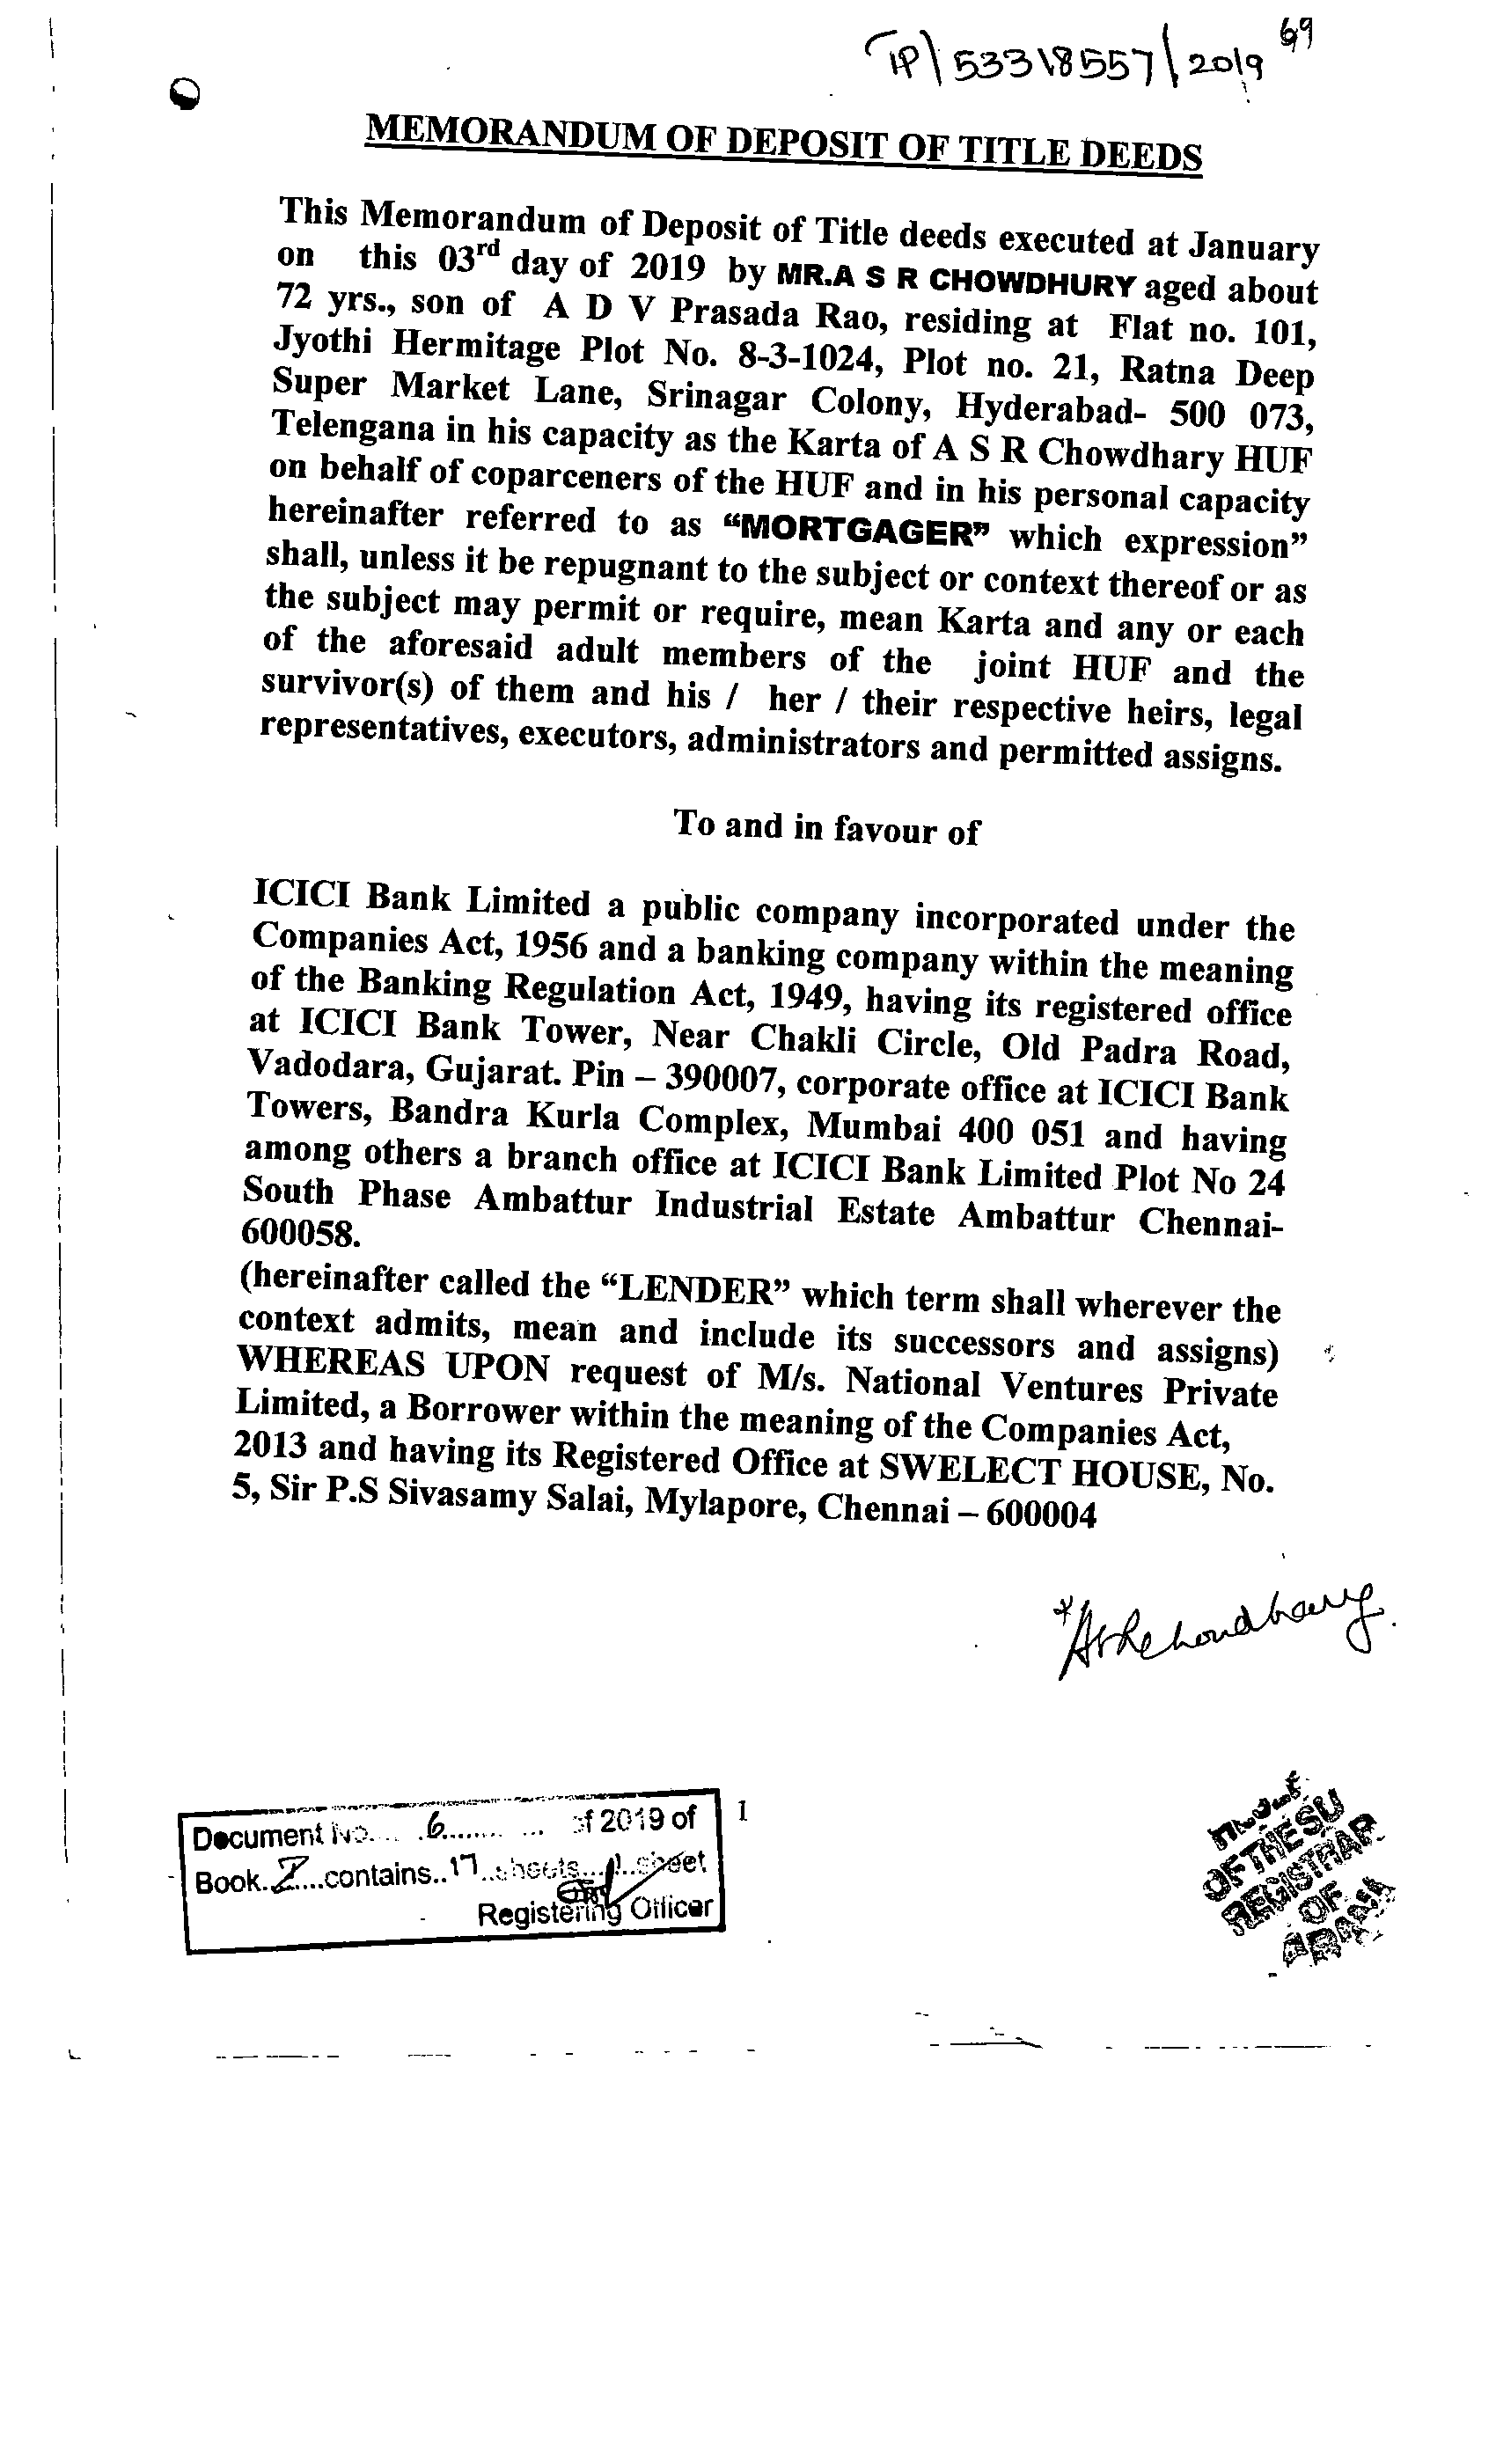 69
TP\533\8557\2019
MEMORANDUM OF DEPOSIT OF TITLE DEEDS
This Memorandum of Deposit of Title deeds executed at January
on this 03rd day of 2019 by MR.A S R CHOWDHURY aged about
72 yrs., son of A D V Prasada Rao, residing at Flat no. 101,
Jyothi Hermitage Plot No. 8-3-1024, Plot no. 21, Ratna Deep
Super Market Lane, Srinagar Colony, Hyderabad- 500 073,
Telengana in his capacity as the Karta of A S R Chowdhary HUF
on behalf of coparceners of the HUF and in his personal capacity
hereinafter referred to as “MORTGAGER” which expression”
shall, unless it be repugnant to the subject or context thereof or as
the subject may permit or require, mean Karta and any or each
of the aforesaid adult members of the joint HUF and the
survivor(s) of them and his / her / their respective heirs, legal
representatives, executors, administrators and permitted assigns.
To and in favour of
ICICI Bank Limited a public company incorporated under the
Companies Act, 1956 and a banking company within the meaning
of the Banking Regulation Act, 1949, having its registered office
at ICICI Bank Tower, Near Chakli Circle, Old Padra Road,
Vadodara, Gujarat. Pin – 390007, corporate office at ICICI Bank
Towers, Bandra Kurla Complex, Mumbai 400 051 and having
among others a branch office at ICICI Bank Limited Plot No 24
South Phase Ambattur Industrial Estate Ambattur Chennai-
600058.
(hereinafter called the “LENDER” which term shall wherever the
context admits, mean and include its successors and assigns)
WHEREAS UPON request of M/s. National Ventures Private
Limited, a Borrower within the meaning of the Companies Act,
2013 and having its Registered Office at SWELECT HOUSE, No.
5, Sir P.S Sivasamy Salai, Mylapore, Chennai – 600004
Document No. 6 of 2019 of
Book.I....contains..17..sheets...1..sheet
Registering Officer
1
OF THE SU
REGISTRAR
OF